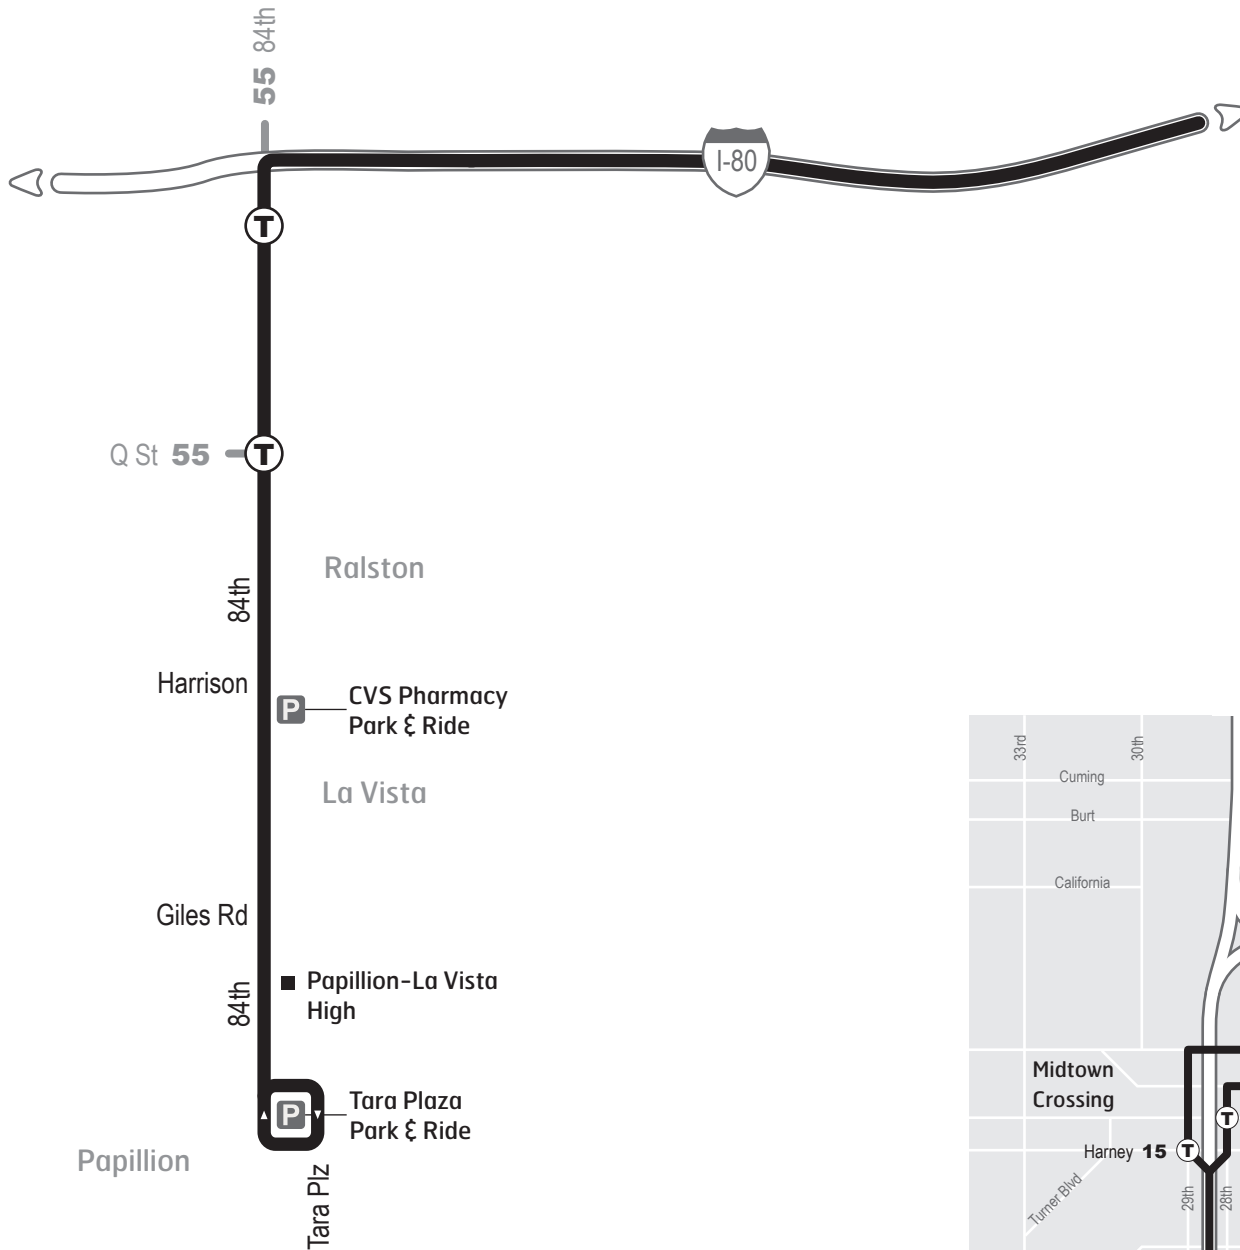 55 84th
I-80
T
Q St 55 T
Ralston
84th
Harrison
P
CVS Pharmacy
Park & Ride
La Vista
Giles Rd
84th
Papillion-La Vista
High
P
Tara Plaza
Park & Ride
Papillion
Tara Plz
33rd
30th
Cuming
Burt
California
Midtown
Crossing
T
Harney 15 T
Turner Blvd
29th
28th